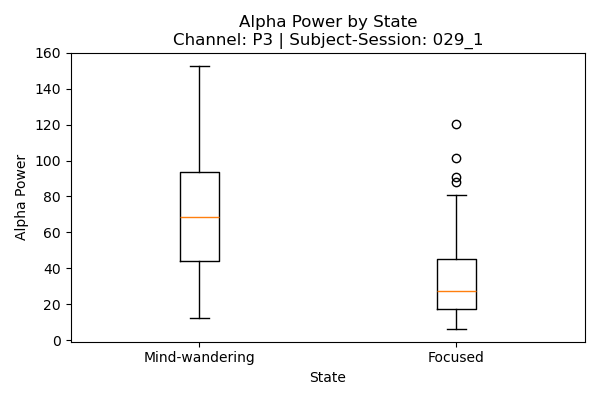 Alpha Power by State
Channel: P3 | Subject-Session: 029_1
160
140
120
100
80
60
40
20
0
Alpha Power
Mind-wandering
Focused
State